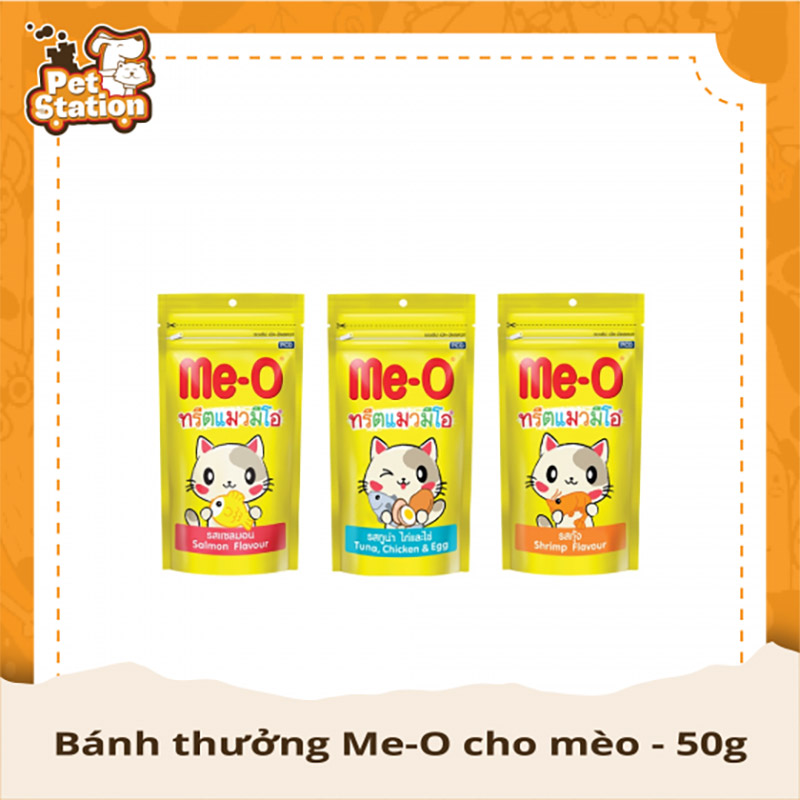 Pet
Station
PCG
Me-O
ทรีตแมวมีโอ
รสแซลมอน
Salmon Flavour
PCG
Me-O
ทรีตแมวมีโอ
รสทูน่า ไก่และไข่
Tuna, Chicken & Egg
PCG
Me-O
ทรีตแมวมีโอ
รสกุ้ง
Shrimp Flavour
Bánh thưởng Me-O cho mèo - 50g